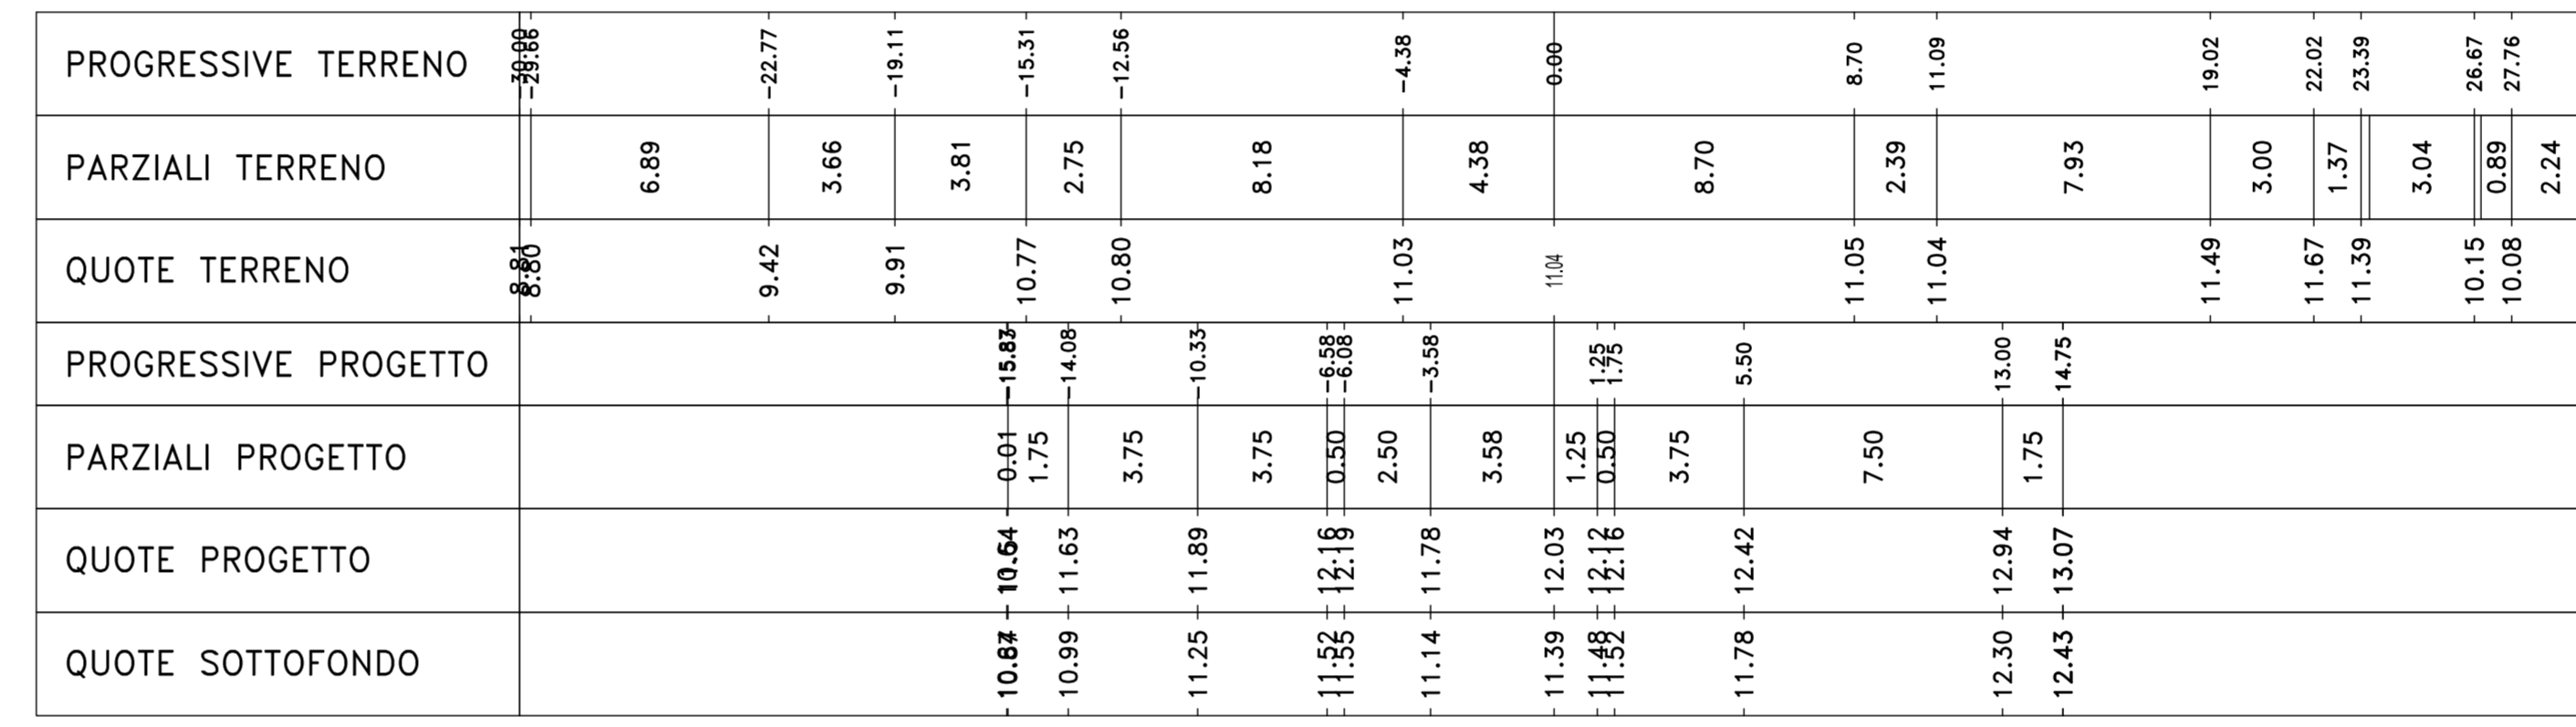 PROGRESSIVE TERRENO -30.00 -29.66 -22.77 -19.11 -15.31 -12.56 -4.38 0.00 8.70 11.09 19.02 22.02 23.39 26.67 27.76
PARZIALI TERRENO 6.89 3.66 3.81 2.75 8.18 4.38 8.70 2.39 7.93 3.00 1.37 3.04 0.89 2.24
QUOTE TERRENO 8.81 8.80 9.42 9.91 10.77 10.80 11.03 11.04 11.05 11.04 11.49 11.67 11.39 10.15 10.08
PROGRESSIVE PROGETTO -14.08 -10.33 -6.58 -6.08 -3.58 1.25 1.75 5.50 13.00 14.75
PARZIALI PROGETTO 0.01 1.75 3.75 3.75 0.50 2.50 3.58 1.25 0.50 3.75 7.50 1.75
QUOTE PROGETTO 11.63 11.89 12.16 12.19 11.78 12.03 12.12 12.16 12.42 12.94 13.07
QUOTE SOTTOFONDO 10.99 11.25 11.52 11.55 11.14 11.39 11.48 11.52 11.78 12.30 12.43